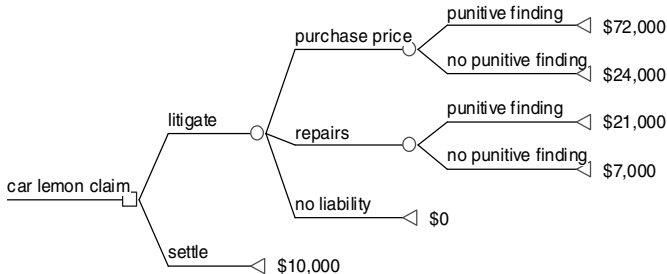 punitive finding
$72,000
purchase price
no punitive finding
$24,000
litigate
punitive finding
$21,000
repairs
no punitive finding
$7,000
car lemon claim
no liability
$0
settle
$10,000